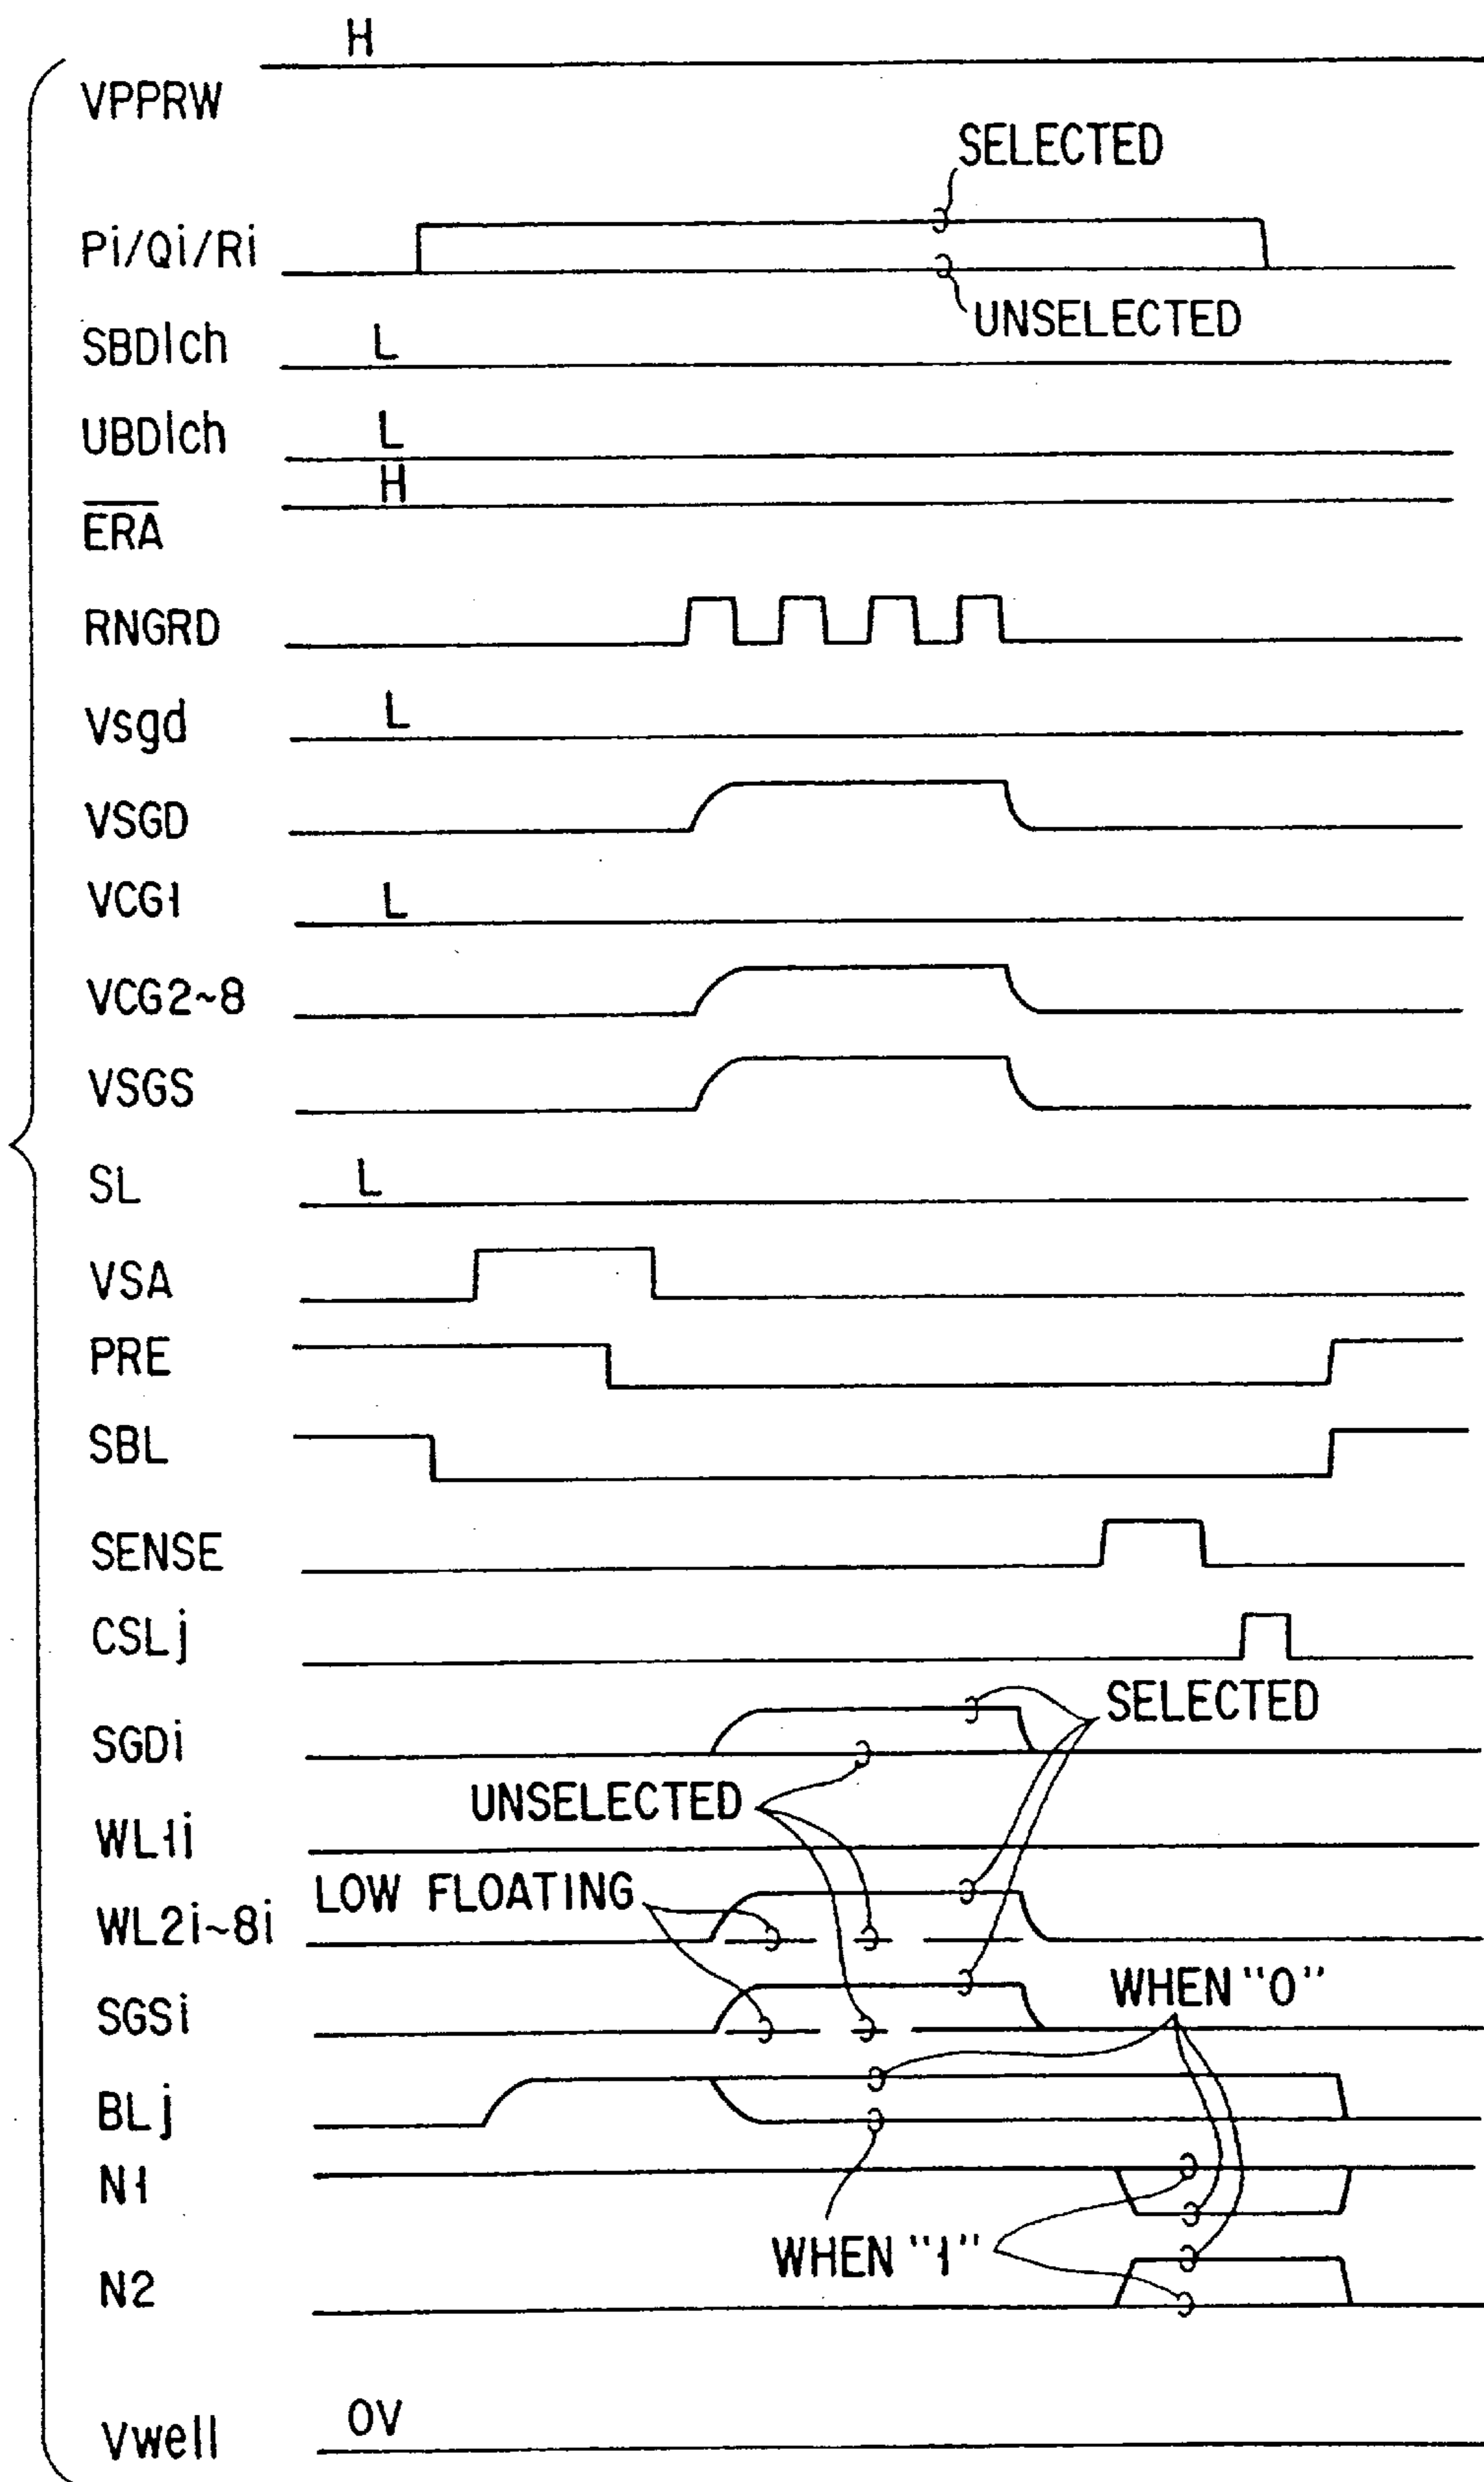 H
VPPRW
SELECTED
Pi/Qi/Ri
UNSELECTED
SBDlch L
UBDlch L
H
ERA
RNGRD
Vsgd L
VSGD
VCG1 L
VCG2~8
VSGS
SL L
VSA
PRE
SBL
SENSE
CSLj
SELECTED
SGDi
UNSELECTED
WL1i
LOW FLOATING
WL2i~8i
WHEN "0"
SGSi
BLj
N1
WHEN "1"
N2
0V
Vwell